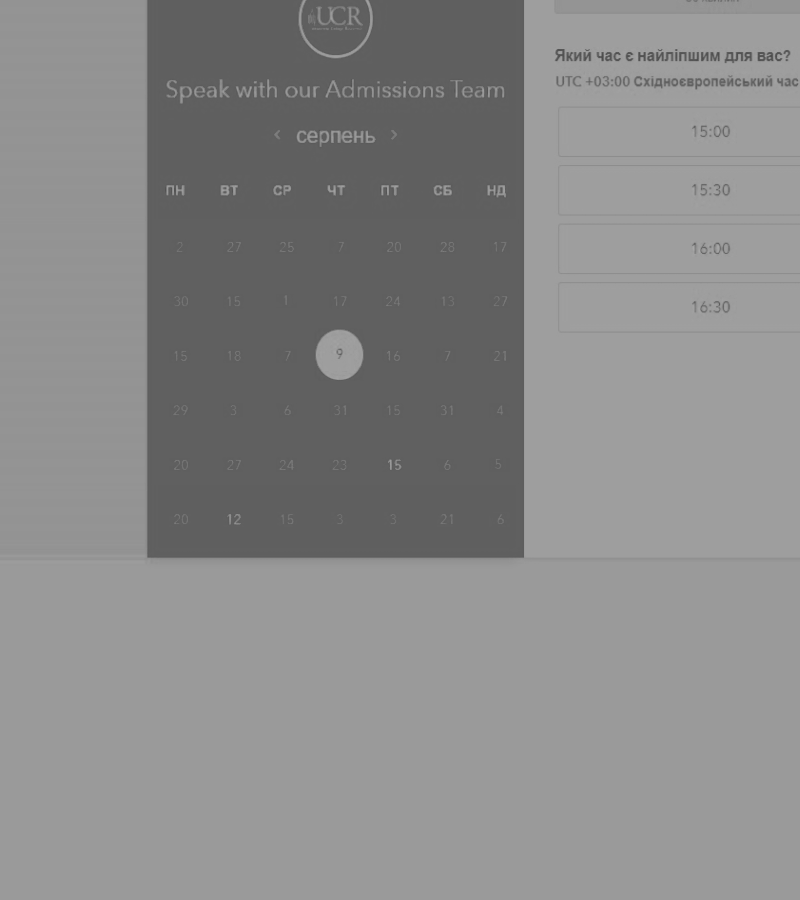 UCR
Speak with our Admissions Team
серпень
ПН ВТ СР ЧТ ПТ СБ НД
2 27 25 7 20 28 17
30 15 1 17 24 13 27
15 18 7 9 16 7 21
29 3 6 31 15 31 4
20 27 24 23 15 6 5
20 12 15 3 3 21 6
Який час є найліпшим для вас?
UTC +03:00 Східноєвропейський час
15:00
15:30
16:00
16:30